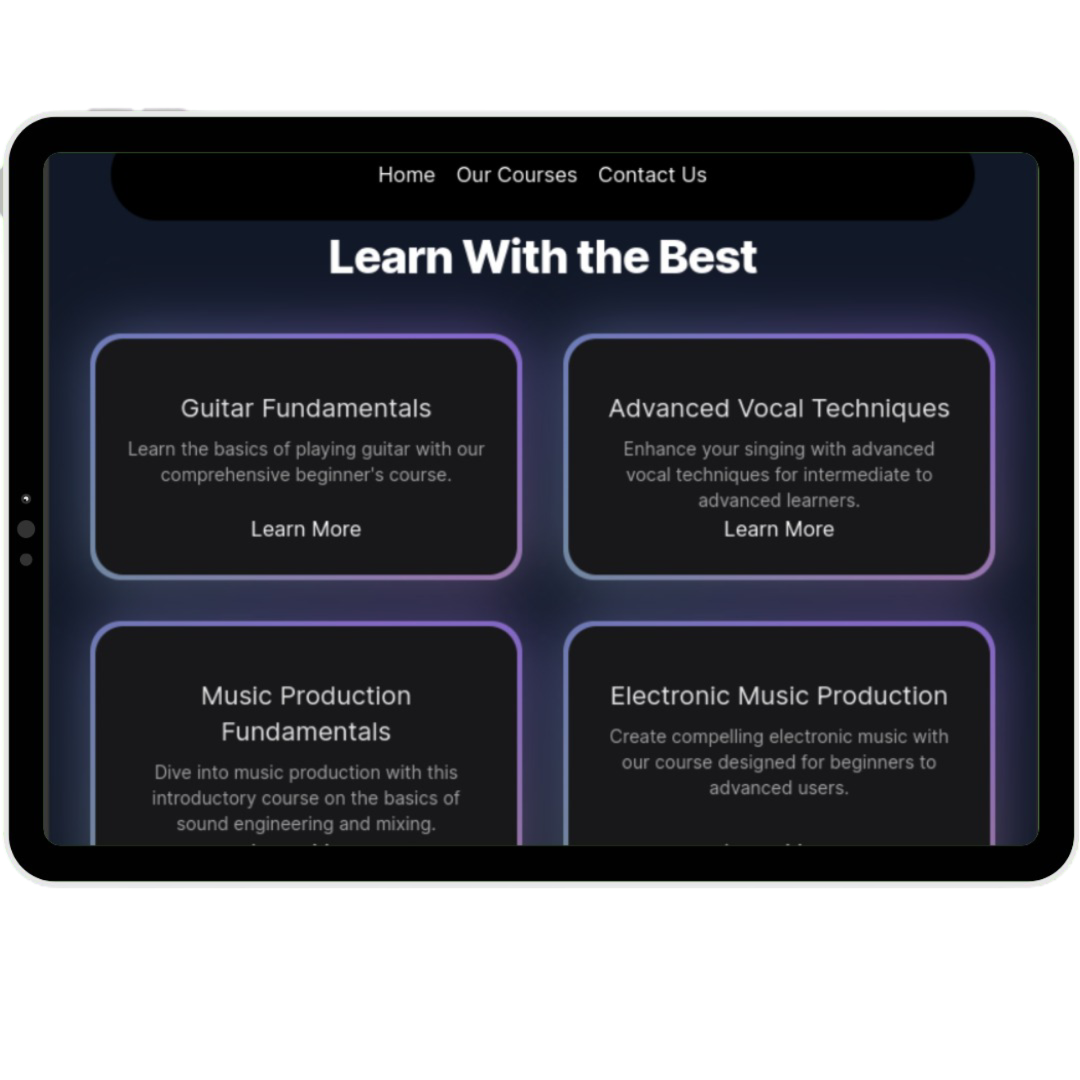 Home Our Courses Contact Us
Learn With the Best
Guitar Fundamentals
Learn the basics of playing guitar with our
comprehensive beginner's course.
Learn More
Advanced Vocal Techniques
Enhance your singing with advanced
vocal techniques for intermediate to
advanced learners.
Learn More
Music Production
Fundamentals
Dive into music production with this
introductory course on the basics of
sound engineering and mixing.
Electronic Music Production
Create compelling electronic music with
our course designed for beginners to
advanced users.